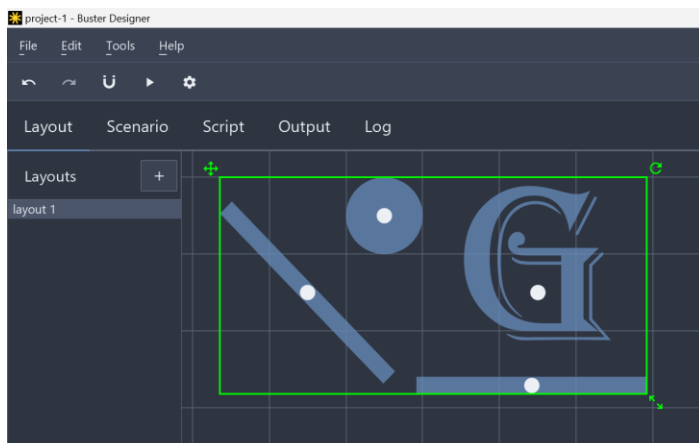 project-1 - Buster Designer
File Edit Tools Help
Layout Scenario Script Output Log
Layouts +
layout 1
G